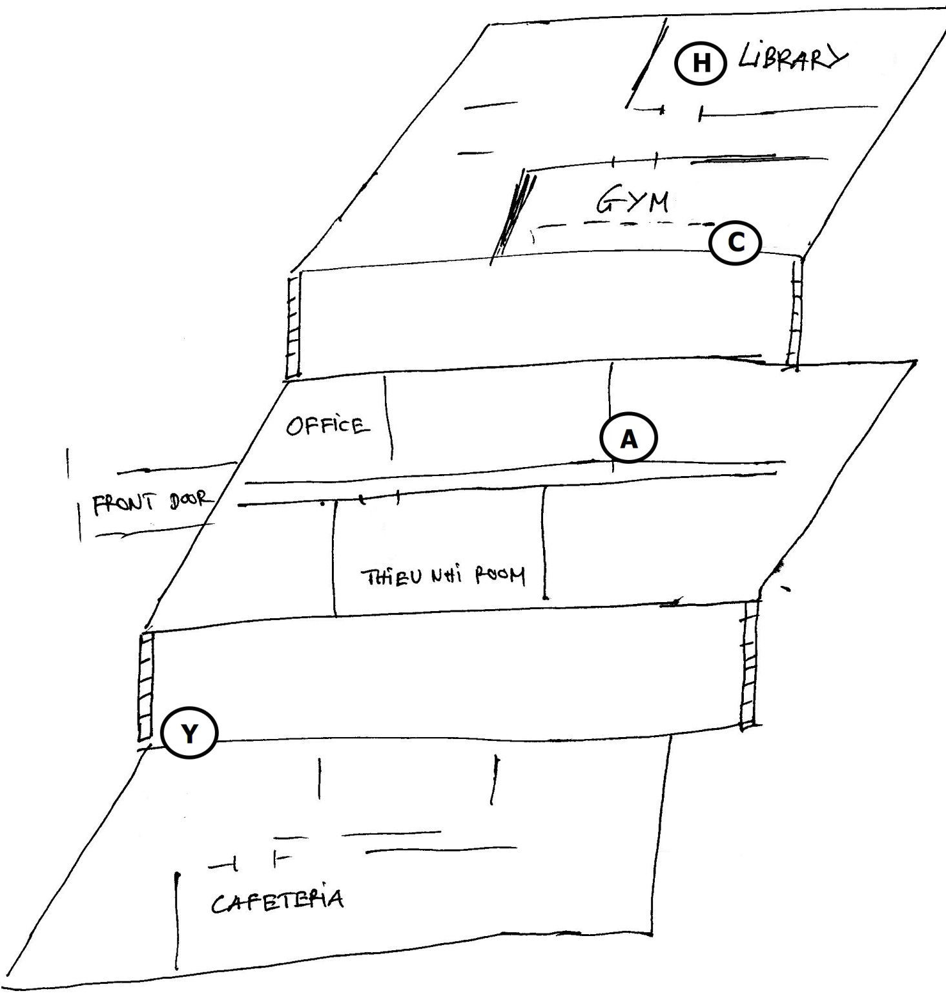 H LiBRARY
GYM
C
OFFiCE
A
FRONT DOOR
THiEU NHi ROOM
Y
CAFETERiA